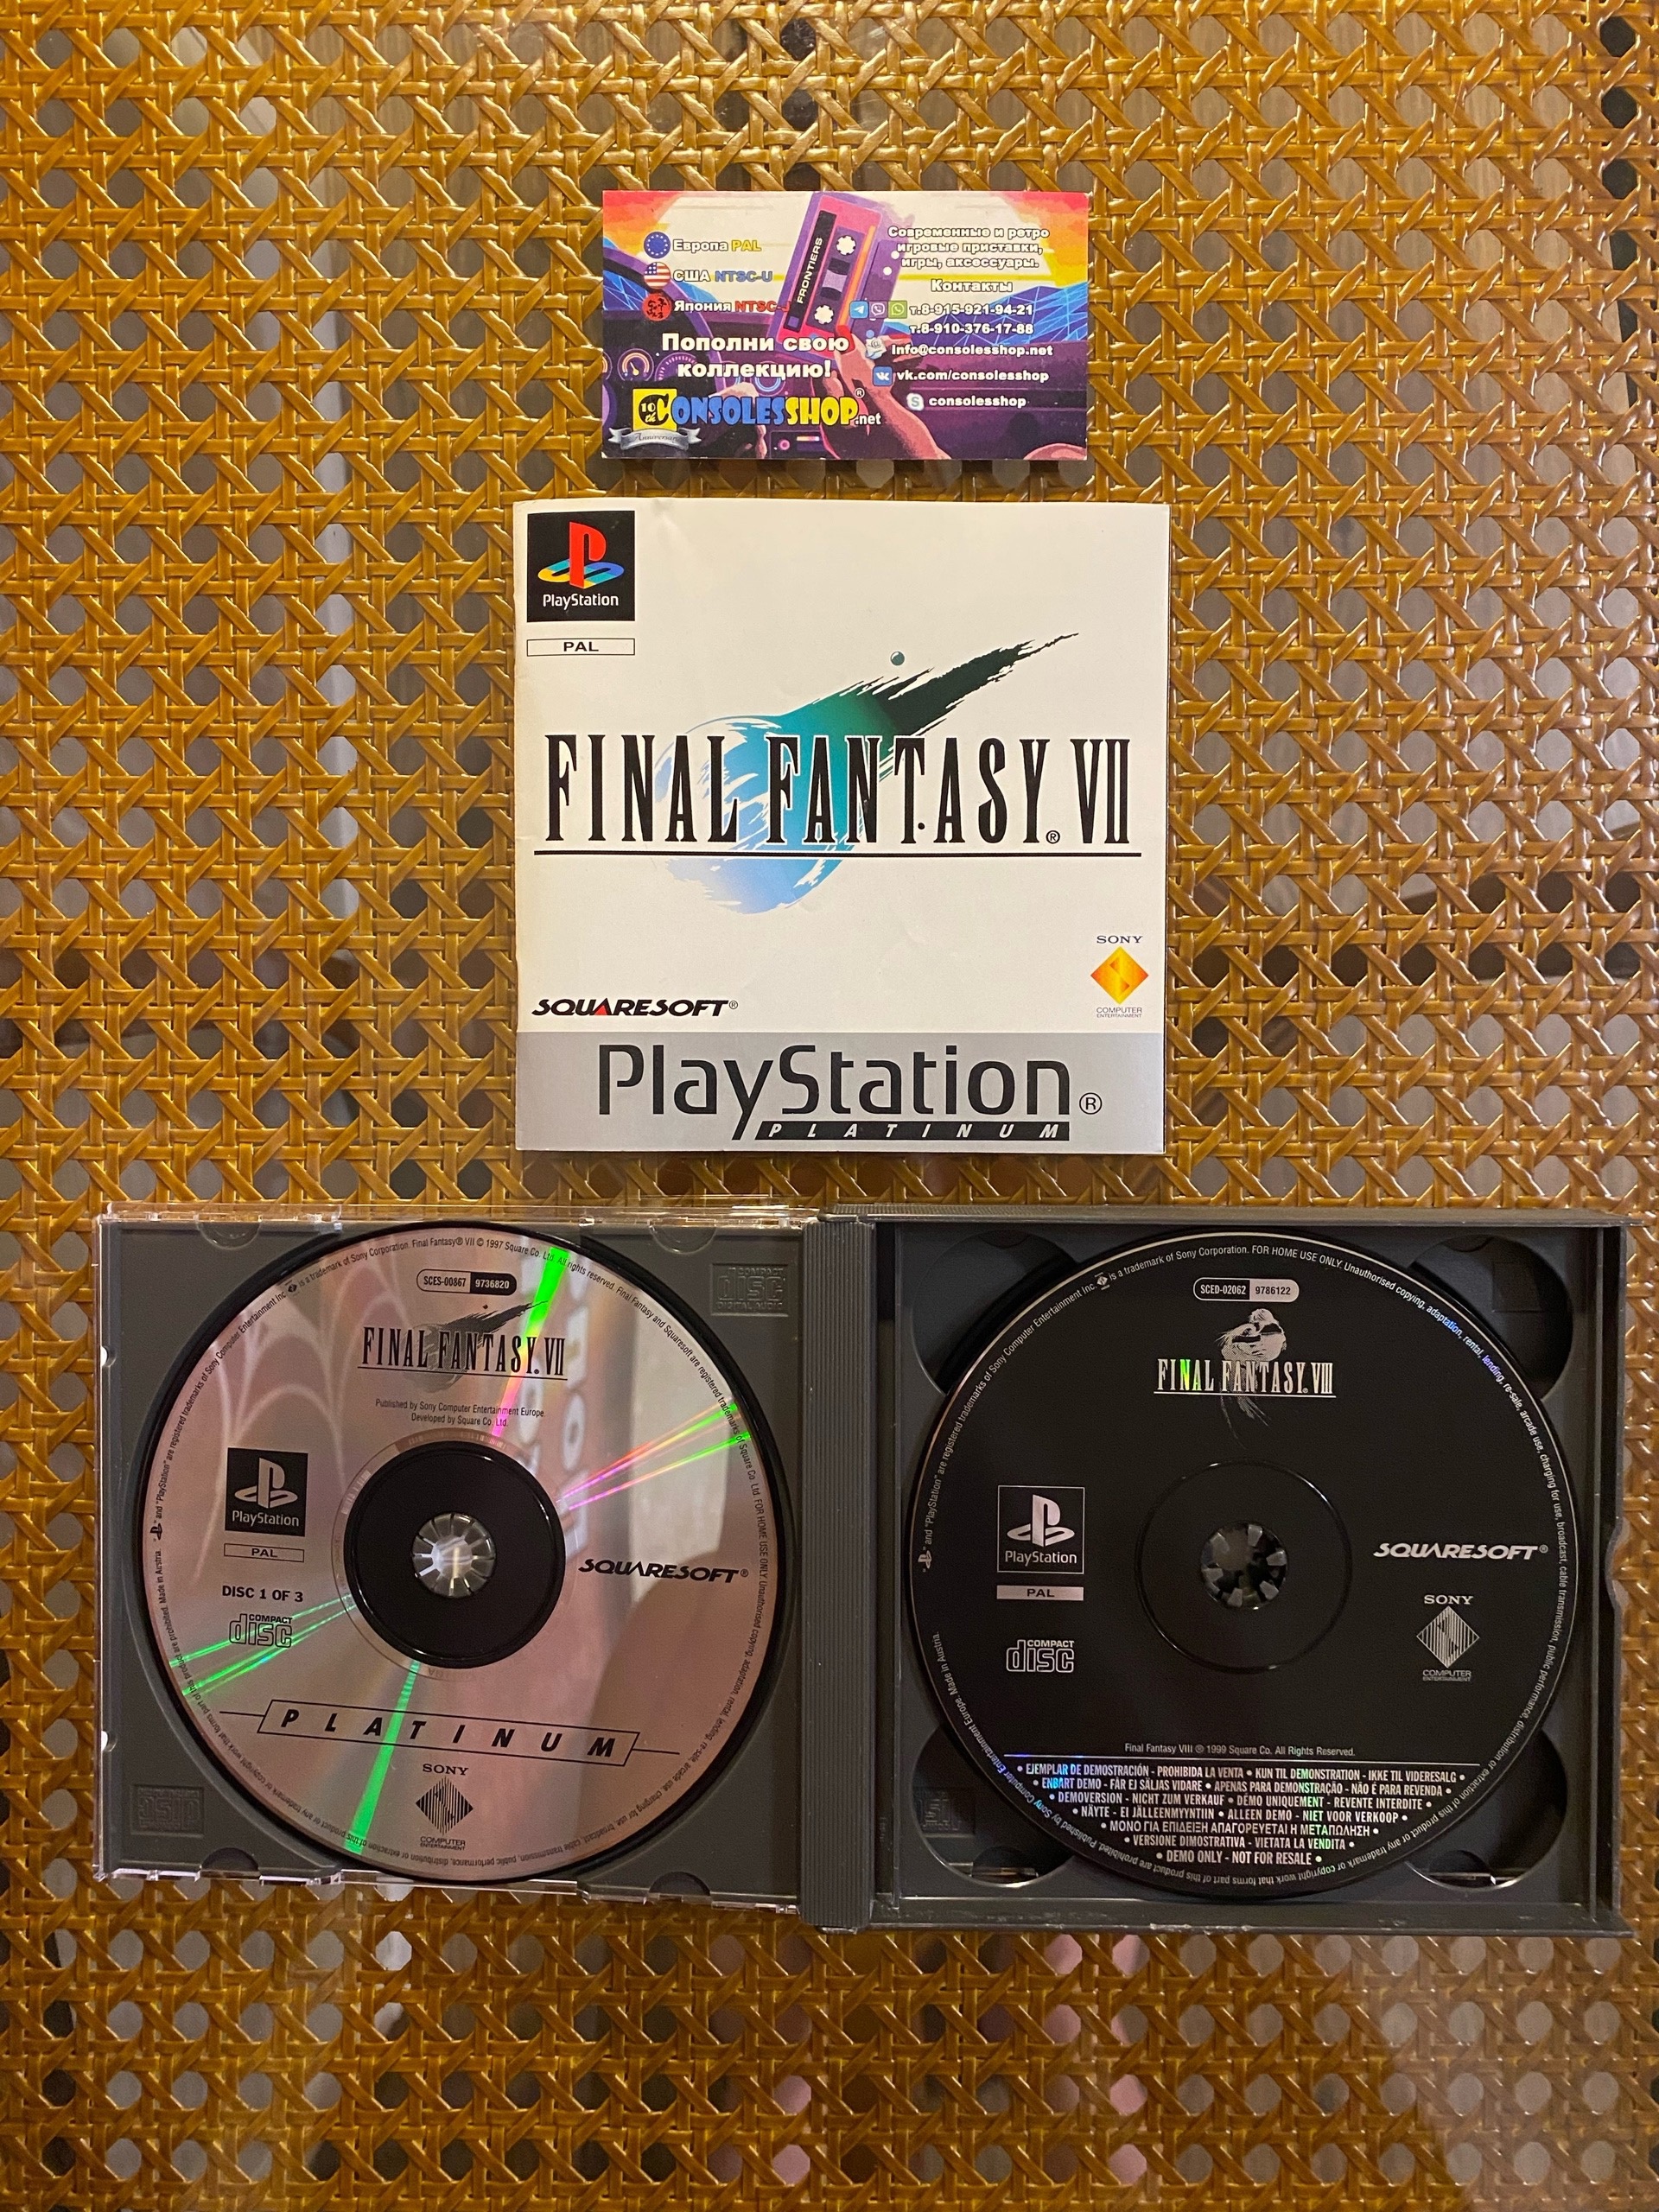 Европа PAL
США NTSC-U
Япония NTSC-J
Пополни свою
коллекцию!
10th
Anniversary
CONSOLESSHOP®.net
FRONTIERS
Современные и ретро
игровые приставки,
игры, аксессуары.
Контакты
т.8-915-921-94-21
т.8-910-376-17-88
info@consolesshop.net
vk.com/consolesshop
consolesshop
PlayStation
PAL
FINAL FANTASY® VII
SONY
COMPUTER
ENTERTAINMENT
SQUARESOFT®
PlayStation®
PLATINUM
SCES-00867 9736820
FINAL FANTASY® VII
Published by Sony Computer Entertainment Europe.
Developed by Square Co. Ltd.
PlayStation
PAL
DISC 1 OF 3
COMPACT
disc
SQUARESOFT®
PLATINUM
SONY
COMPUTER
ENTERTAINMENT
COMPACT
disc
DIGITAL AUDIO
SCED-02062 9786122
FINAL FANTASY® VIII
PlayStation
PAL
COMPACT
disc
SQUARESOFT®
SONY
COMPUTER
ENTERTAINMENT
Final Fantasy VIII ® 1999 Square Co. All Rights Reserved.
• EJEMPLAR DE DEMOSTRACIÓN - PROHIBIDA LA VENTA • KUN TIL DEMONSTRATION - IKKE TIL VIDERESALG •
ENBART DEMO - FÅR EJ SÄLJAS VIDARE • APENAS PARA DEMONSTRAÇÃO - NÃO É PARA REVENDA
• DEMOVERSION - NICHT ZUM VERKAUF • DÉMO UNIQUEMENT - REVENTE INTERDITE •
• NÄYTE - EI JÄLLEENMYYNTIIN • ALLEEN DEMO - NIET VOOR VERKOOP •
• ΜΟΝΟ ΓΙΑ ΕΠΙΔΕΙΞΗ ΑΠΑΓΟΡΕΥΕΤΑΙ Η ΜΕΤΑΠΩΛΗΣΗ •
• VERSIONE DIMOSTRATIVA - VIETATA LA VENDITA •
• DEMO ONLY - NOT FOR RESALE •